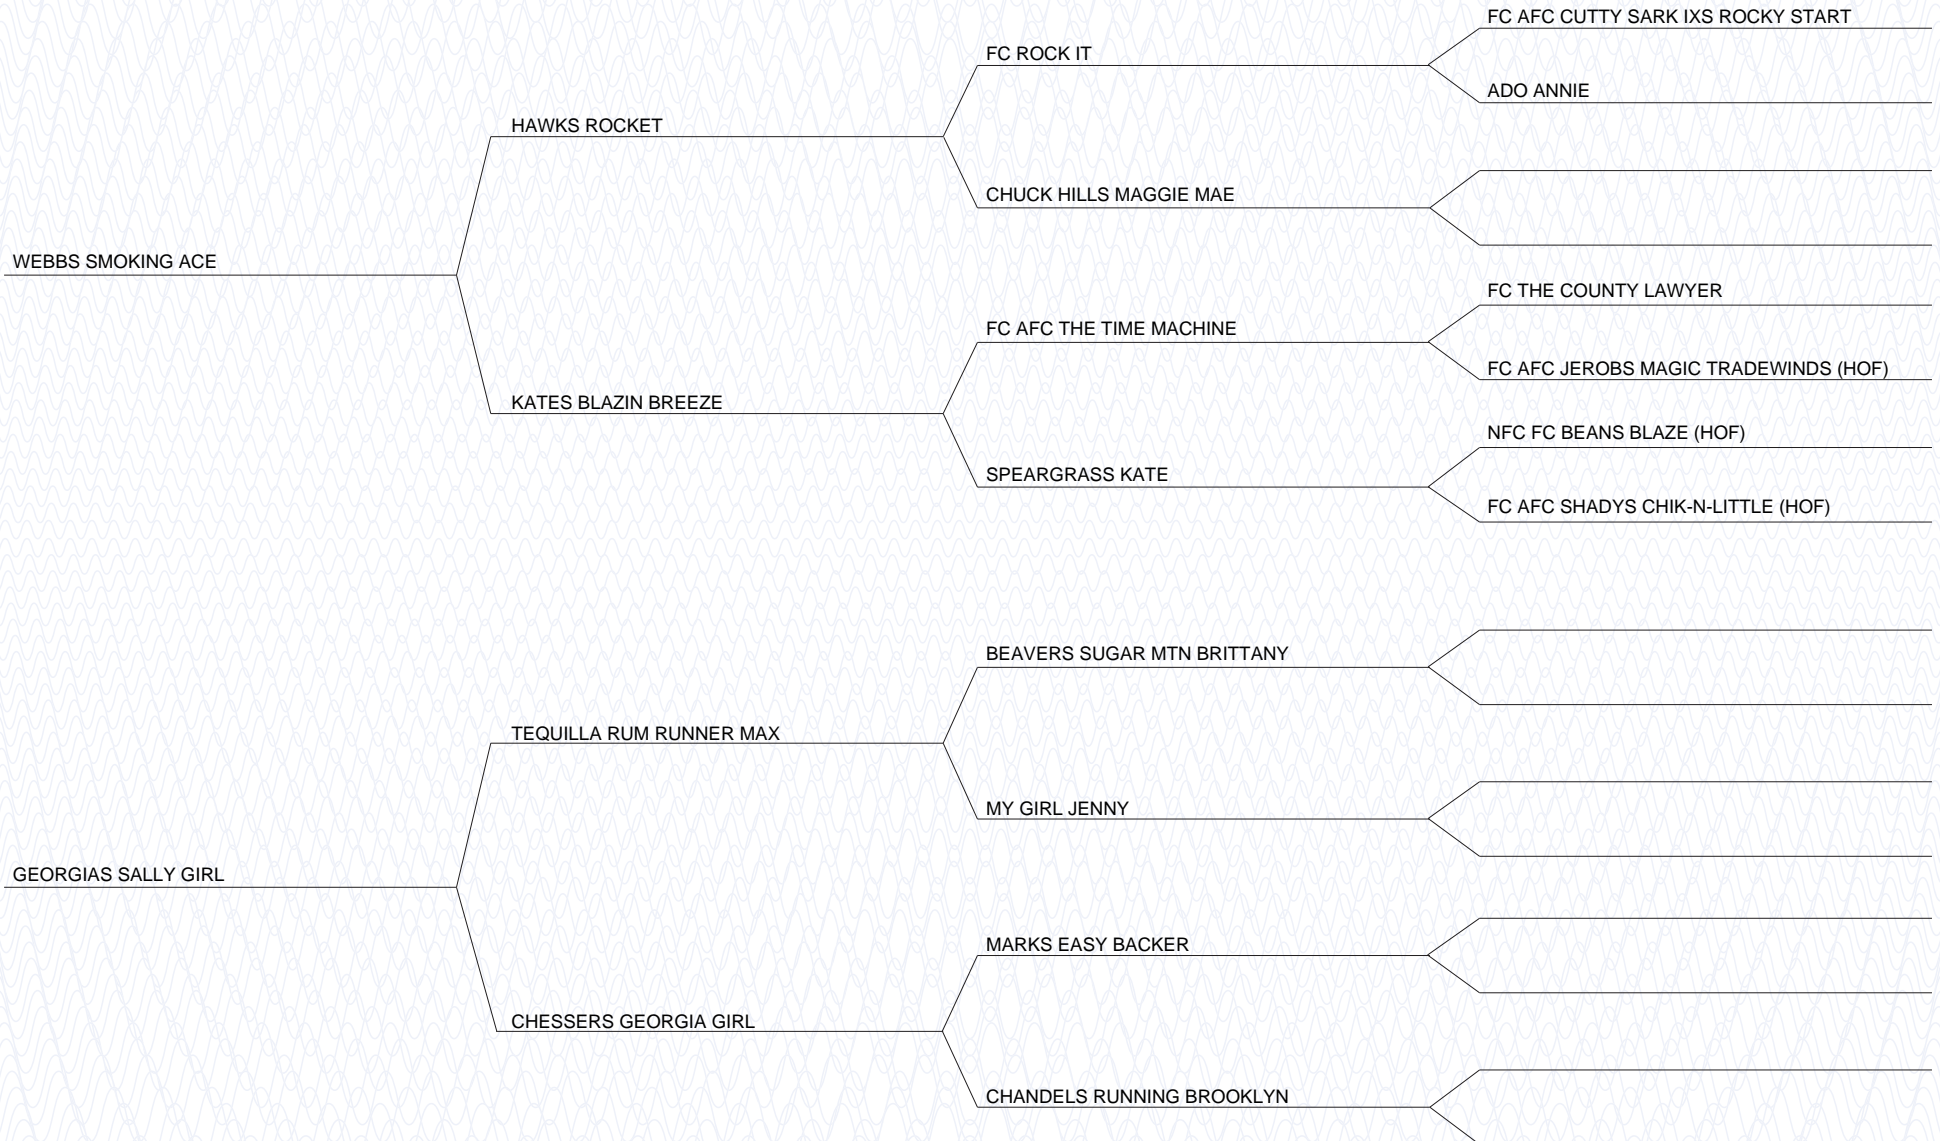 FC AFC CUTTY SARK IXS ROCKY START
FC ROCK IT
ADO ANNIE
HAWKS ROCKET
CHUCK HILLS MAGGIE MAE
WEBBS SMOKING ACE
FC THE COUNTY LAWYER
FC AFC THE TIME MACHINE
FC AFC JEROBS MAGIC TRADEWINDS (HOF)
KATES BLAZIN BREEZE
NFC FC BEANS BLAZE (HOF)
SPEARGRASS KATE
FC AFC SHADYS CHIK-N-LITTLE (HOF)
BEAVERS SUGAR MTN BRITTANY
TEQUILLA RUM RUNNER MAX
MY GIRL JENNY
GEORGIAS SALLY GIRL
MARKS EASY BACKER
CHESSERS GEORGIA GIRL
CHANDELS RUNNING BROOKLYN